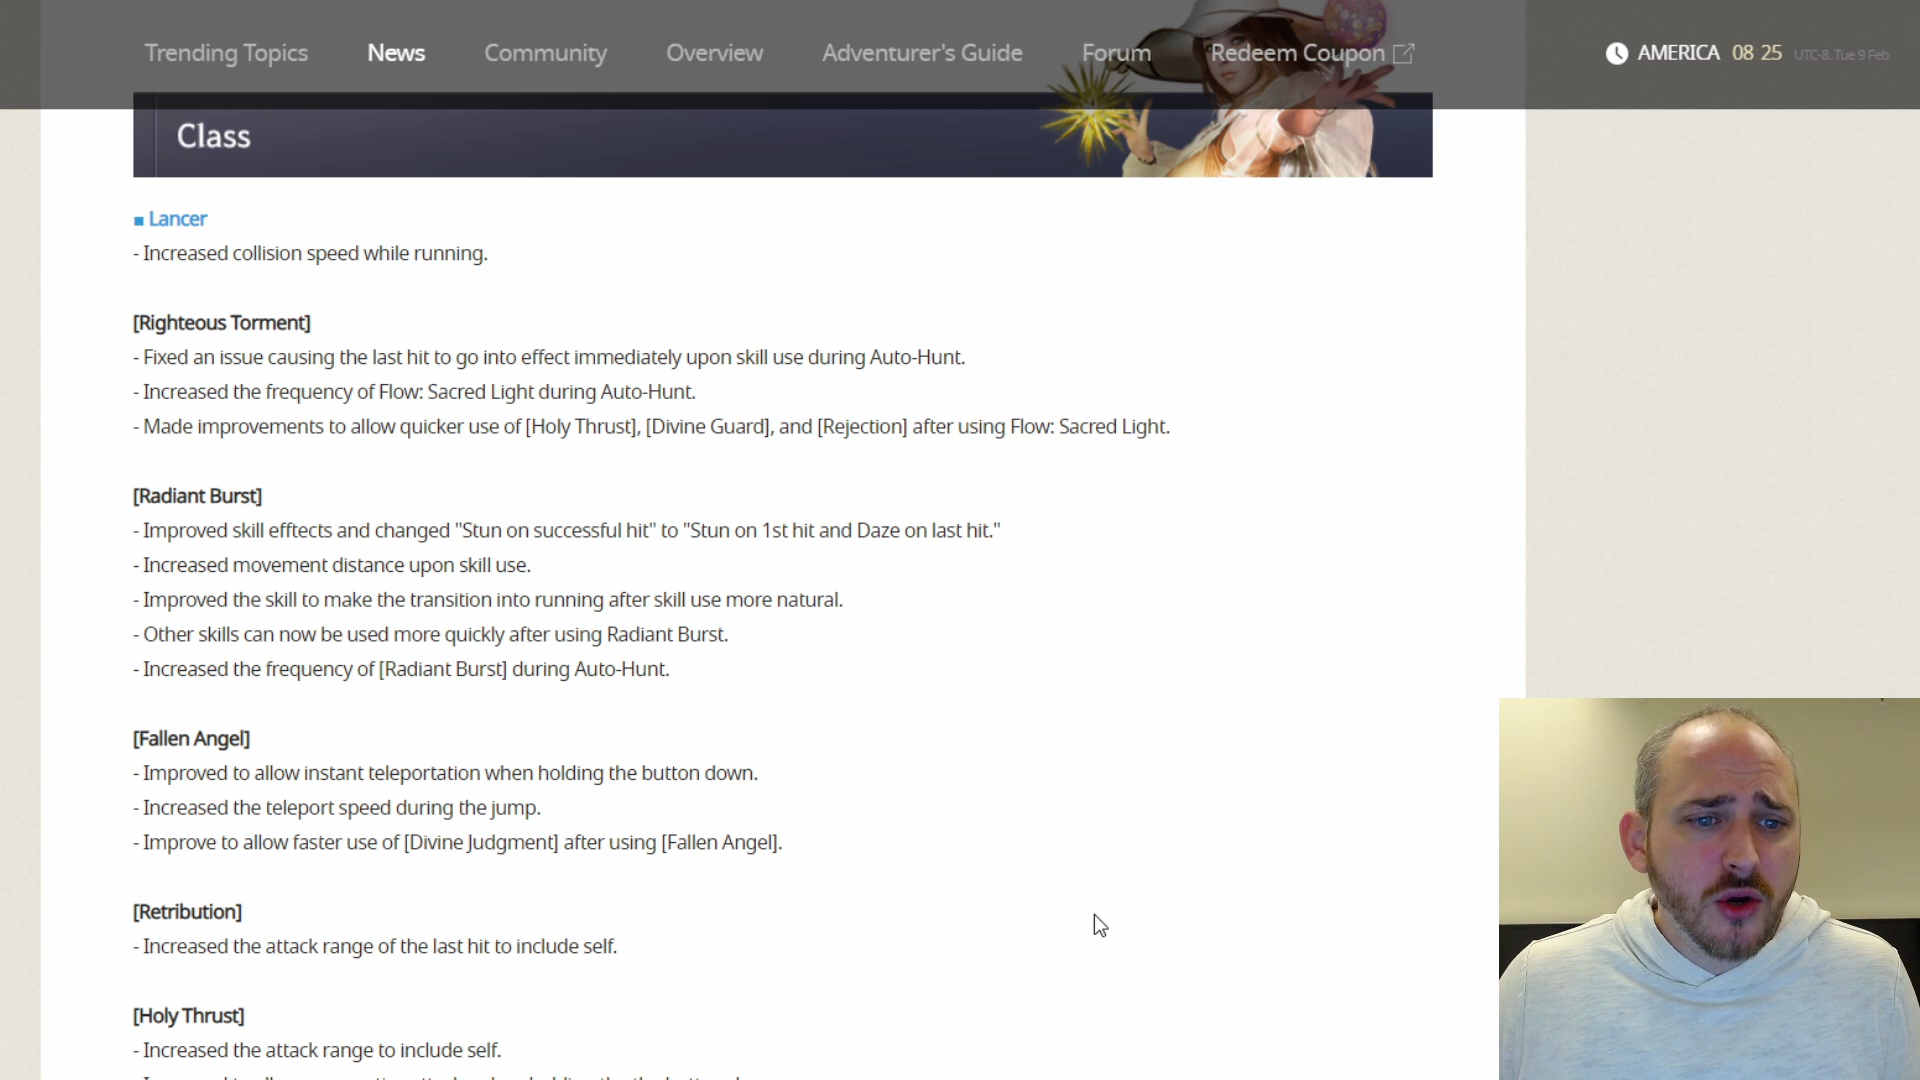 Trending Topics News Community Overview Adventurer's Guide Forum Redeem Coupon AMERICA 08 25 UTC-8. Tue 9 Feb
Class
■ Lancer
- Increased collision speed while running.
[Righteous Torment]
- Fixed an issue causing the last hit to go into effect immediately upon skill use during Auto-Hunt.
- Increased the frequency of Flow: Sacred Light during Auto-Hunt.
- Made improvements to allow quicker use of [Holy Thrust], [Divine Guard], and [Rejection] after using Flow: Sacred Light.
[Radiant Burst]
- Improved skill efftects and changed "Stun on successful hit" to "Stun on 1st hit and Daze on last hit."
- Increased movement distance upon skill use.
- Improved the skill to make the transition into running after skill use more natural.
- Other skills can now be used more quickly after using Radiant Burst.
- Increased the frequency of [Radiant Burst] during Auto-Hunt.
[Fallen Angel]
- Improved to allow instant teleportation when holding the button down.
- Increased the teleport speed during the jump.
- Improve to allow faster use of [Divine Judgment] after using [Fallen Angel].
[Retribution]
- Increased the attack range of the last hit to include self.
[Holy Thrust]
- Increased the attack range to include self.